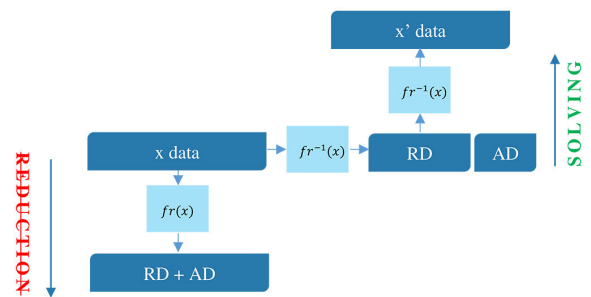 x' data
fr⁻¹(x)
SOLVING
x data
fr⁻¹(x)
RD
AD
REDUCTION
fr(x)
RD + AD